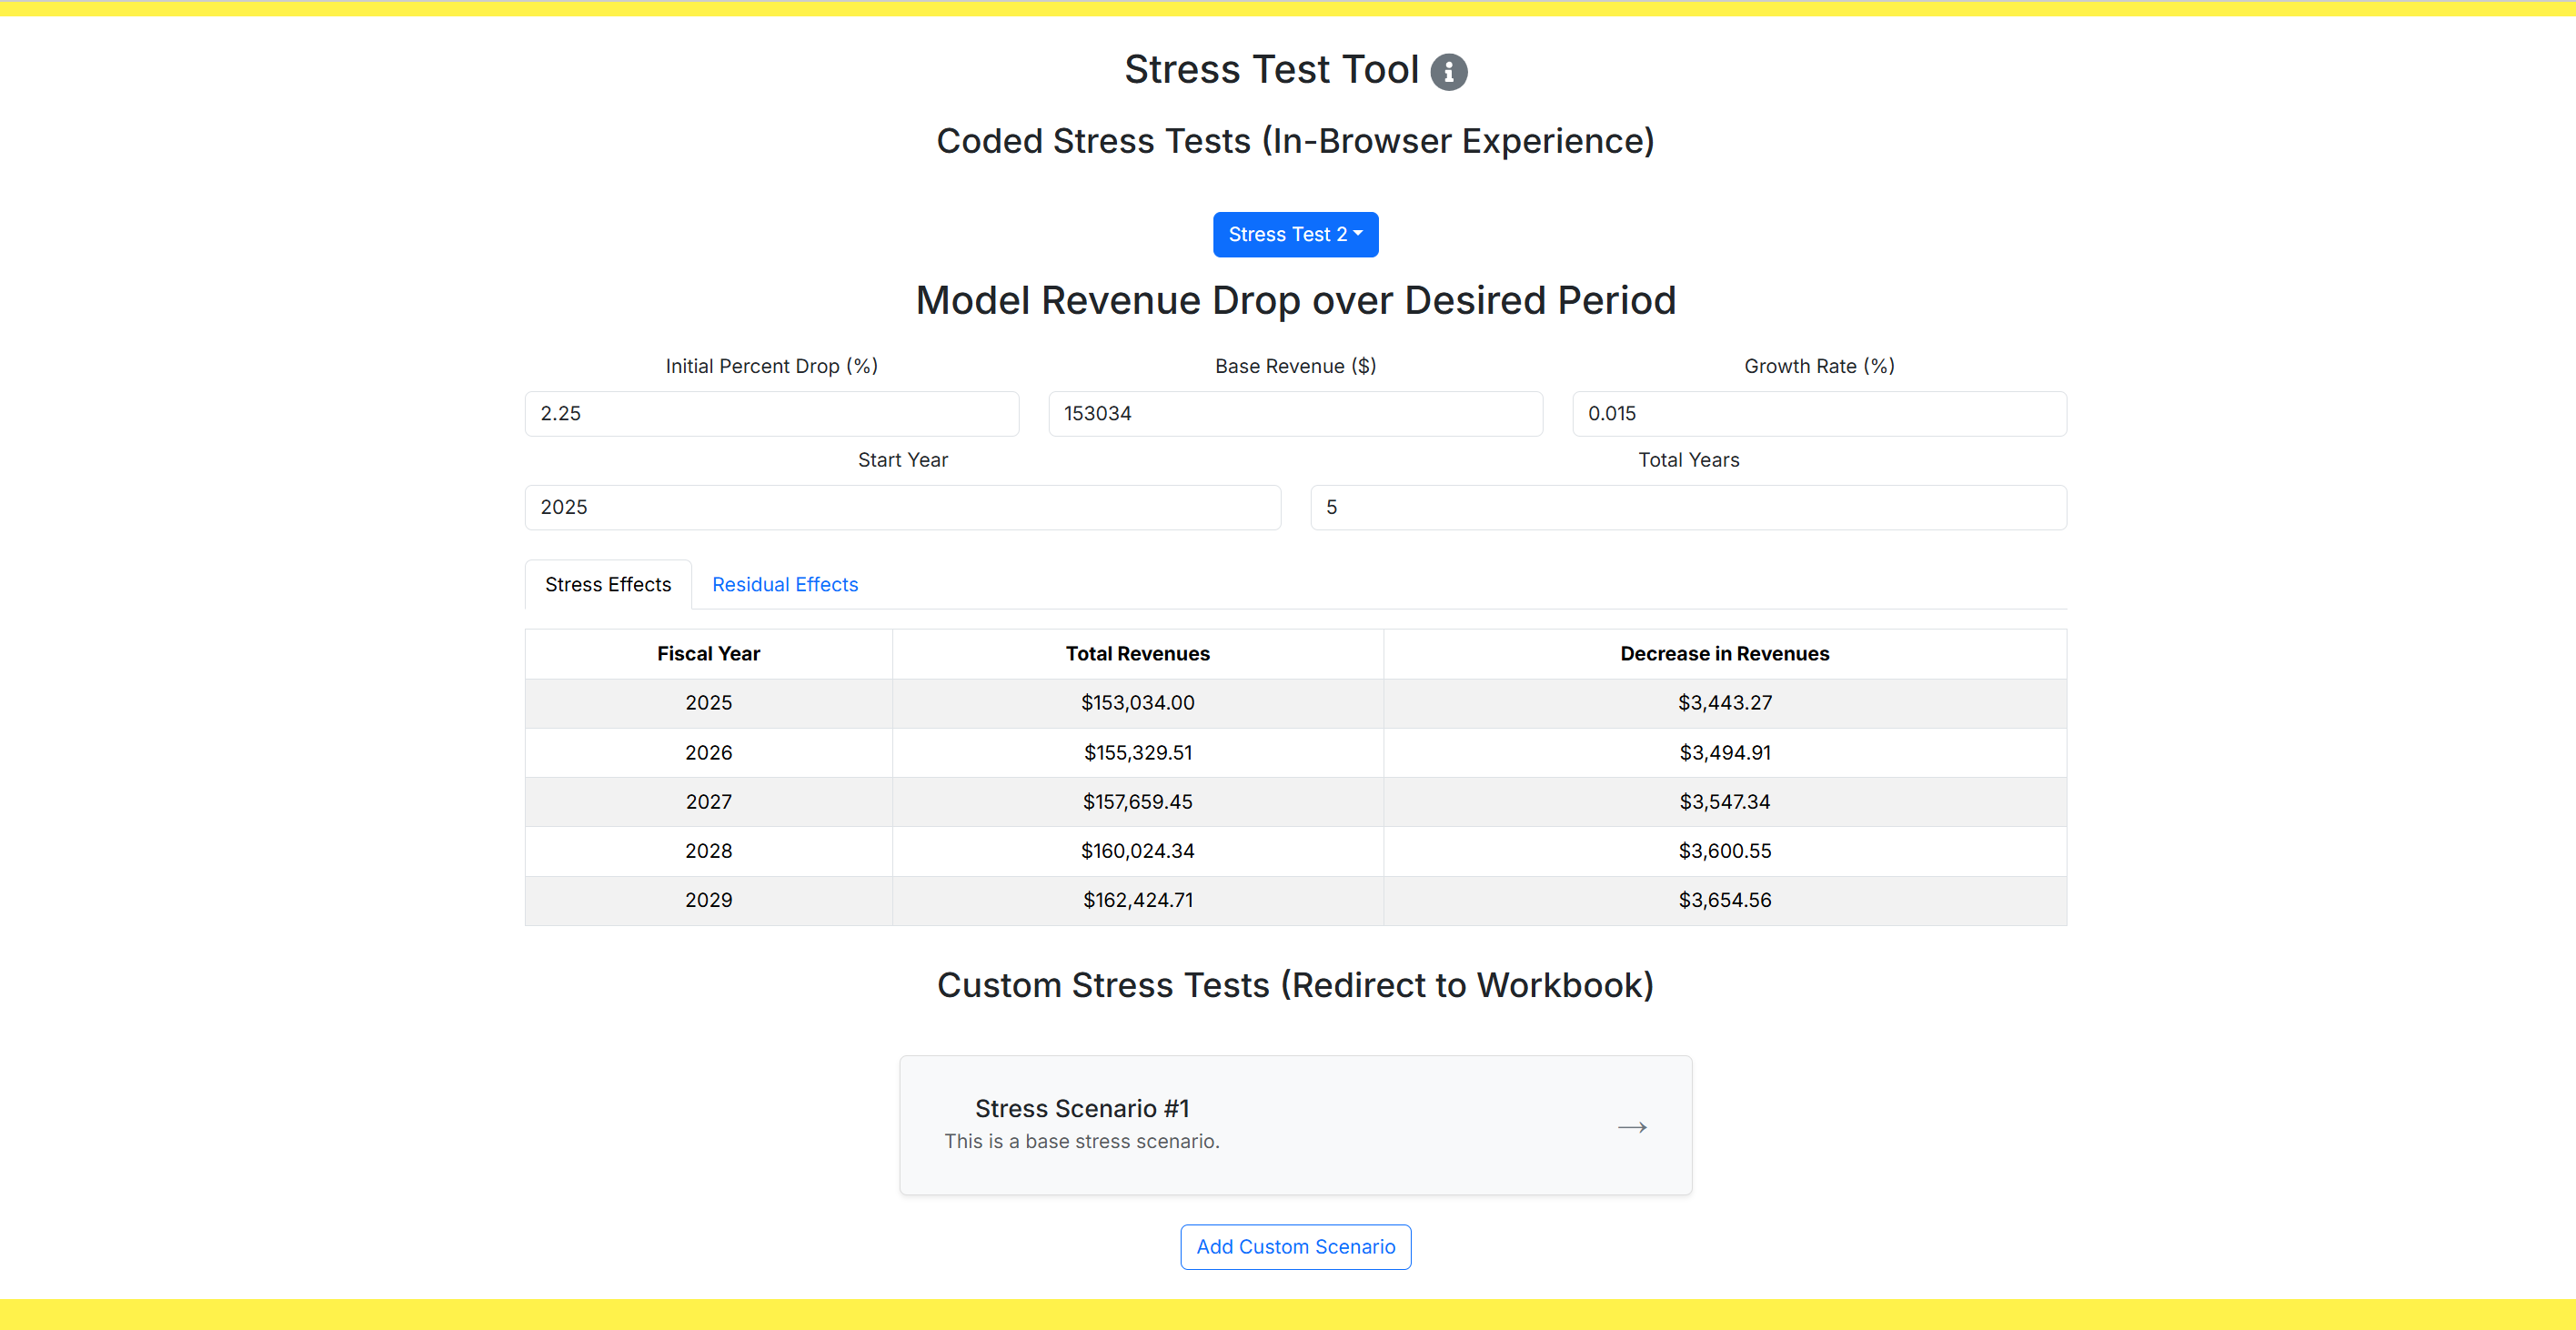 Stress Test Tool
Coded Stress Tests (In-Browser Experience)
Stress Test 2
Model Revenue Drop over Desired Period
Initial Percent Drop (%) Base Revenue ($) Growth Rate (%)
2.25 153034 0.015
Start Year Total Years
2025 5
Stress Effects Residual Effects
Fiscal Year Total Revenues Decrease in Revenues
2025 $153,034.00 $3,443.27
2026 $155,329.51 $3,494.91
2027 $157,659.45 $3,547.34
2028 $160,024.34 $3,600.55
2029 $162,424.71 $3,654.56
Custom Stress Tests (Redirect to Workbook)
Stress Scenario #1
This is a base stress scenario.
Add Custom Scenario